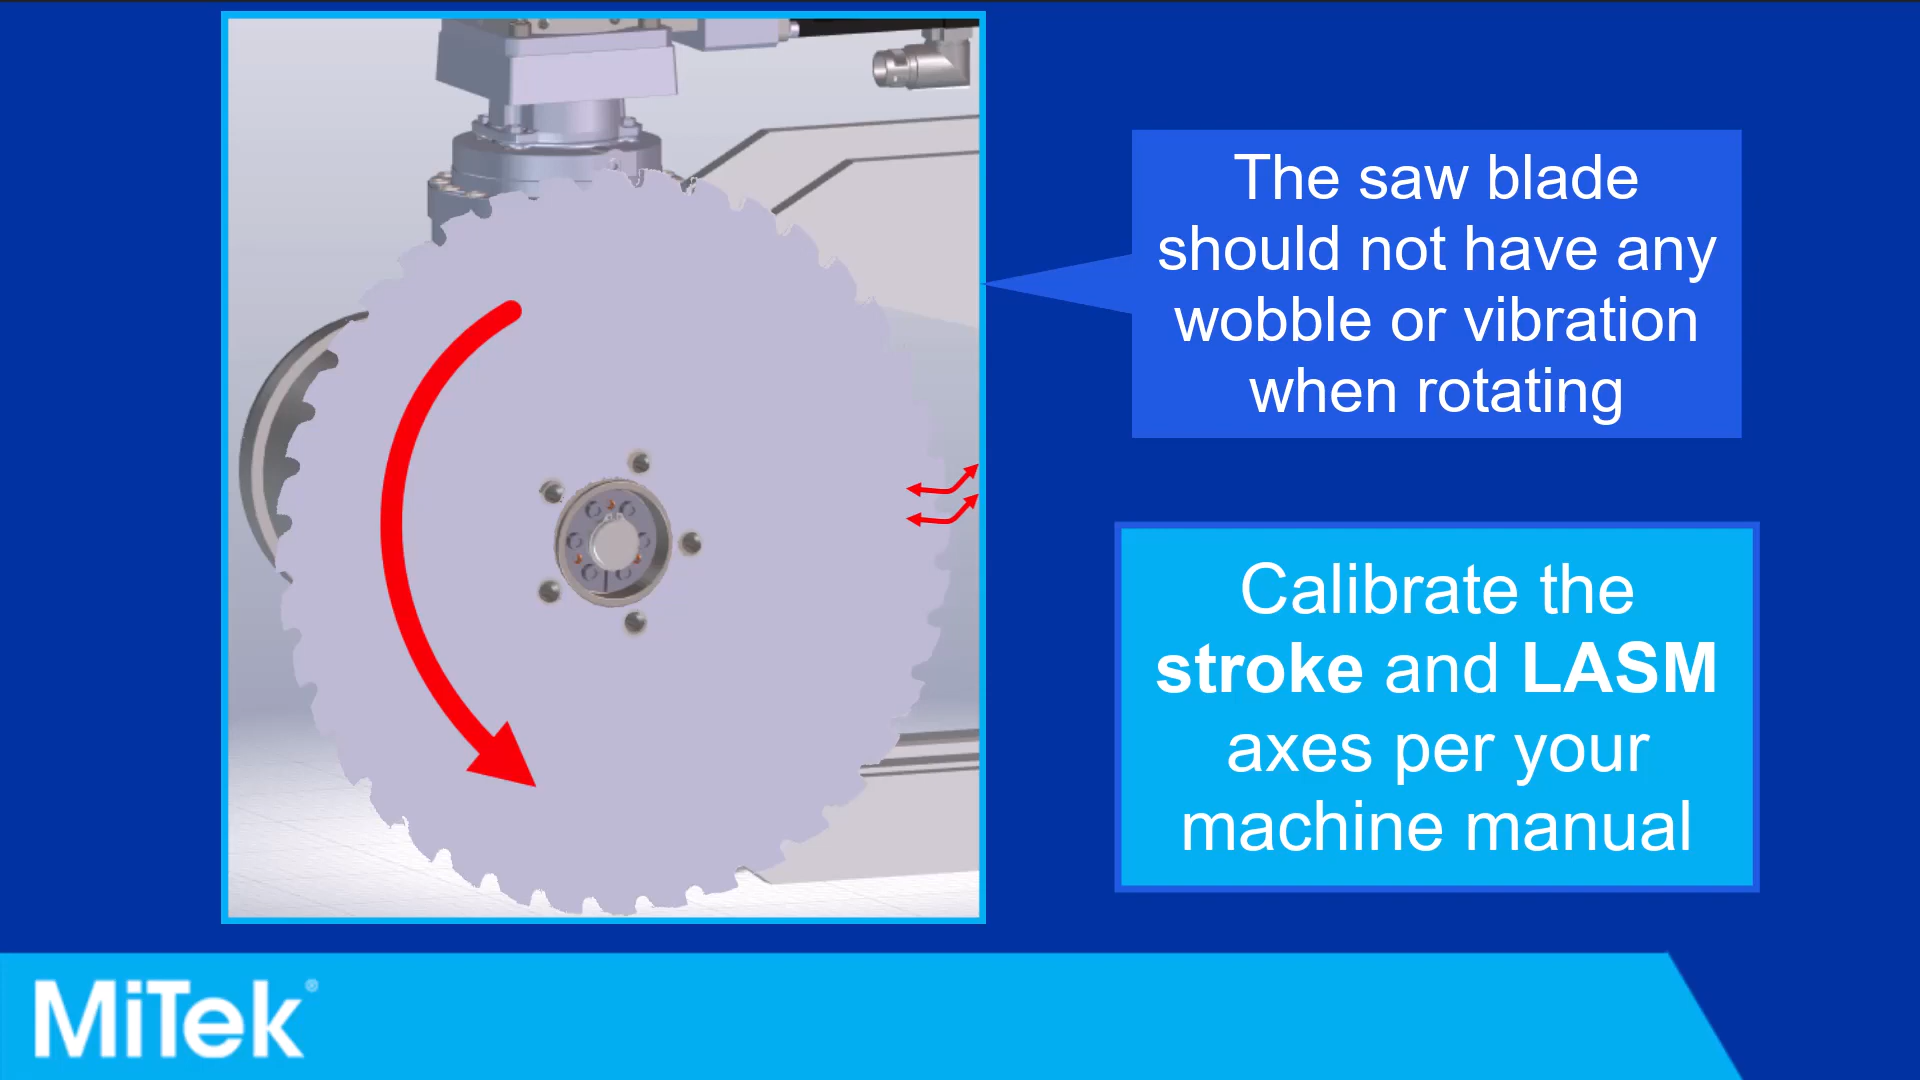 The saw blade
should not have any
wobble or vibration
when rotating
Calibrate the
stroke and LASM
axes per your
machine manual
MiTek®